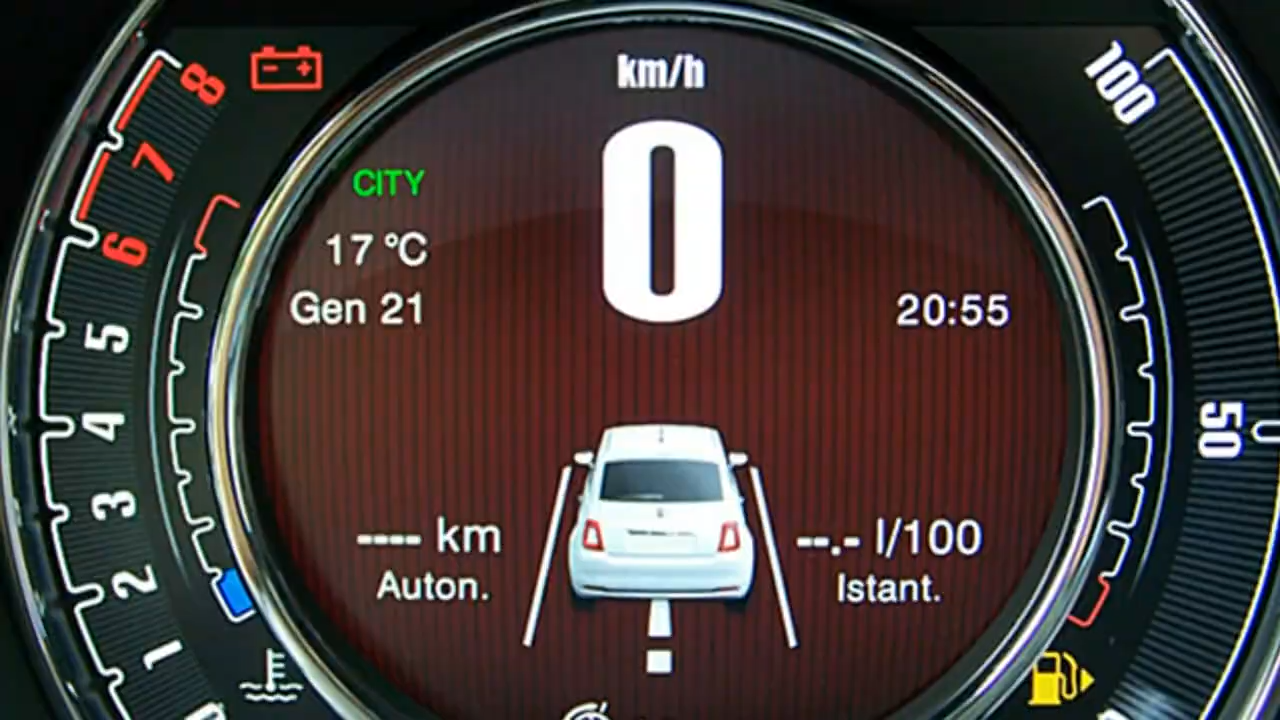 km/h
0
CITY
17 °C
Gen 21
20:55
---- km
Auton.
--.- l/100
Istant.
8
7
6
5
4
3
2
1
100
50